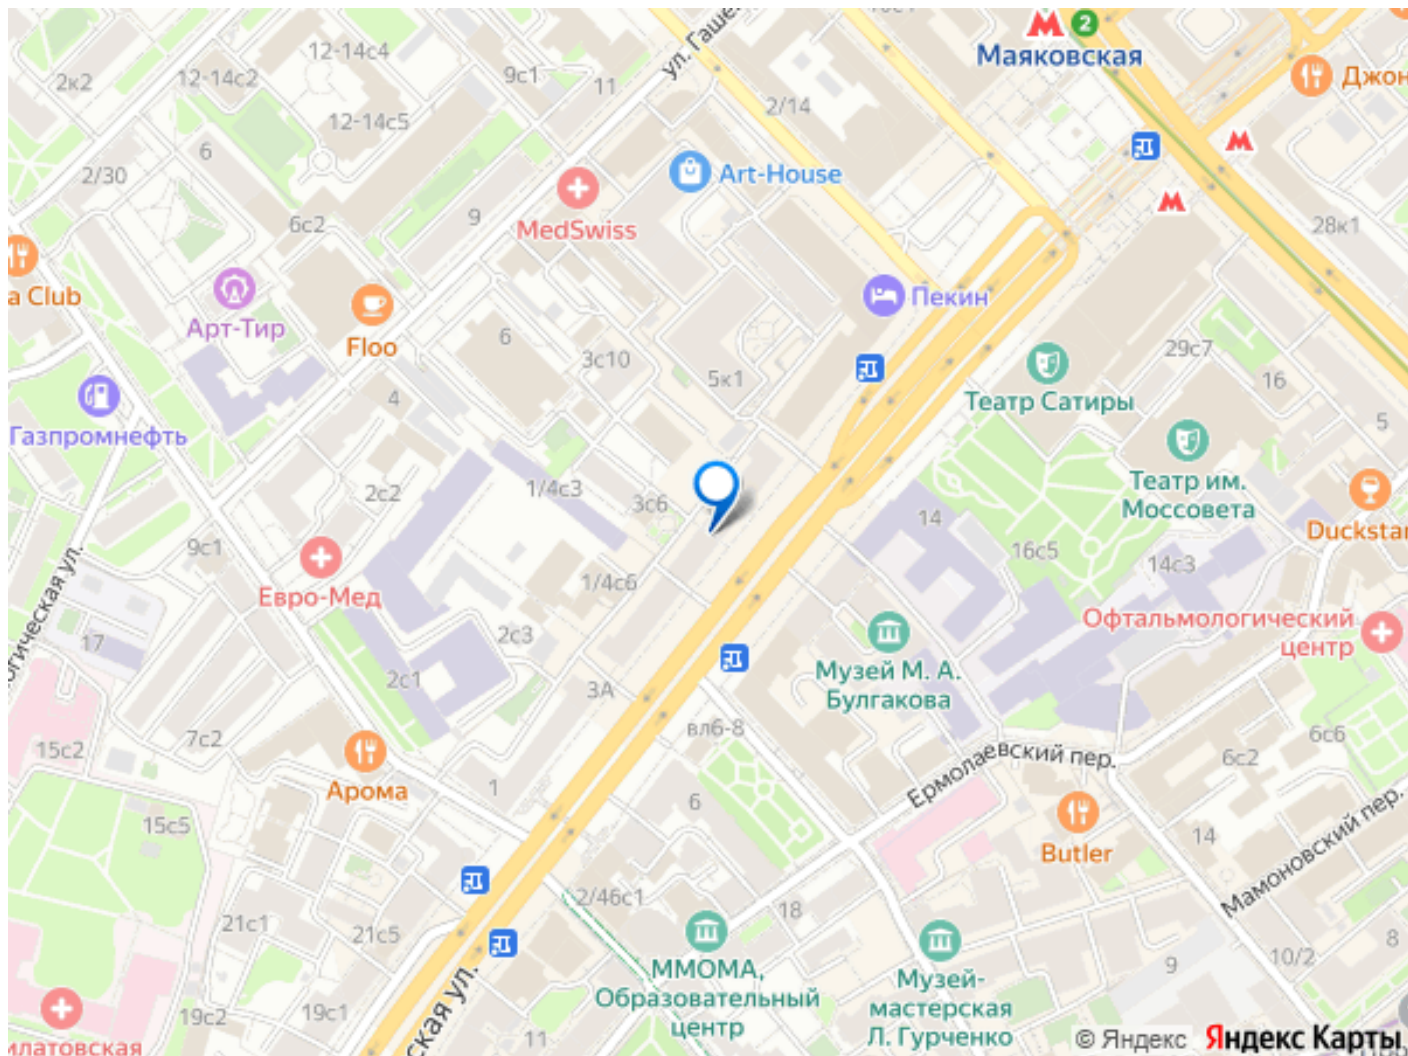 12-14с4
12-14с2
2к2
9с1
11
ул. Гаше
Маяковская
2
Джон
2/14
12-14с5
6
2/30
Art-House
MedSwiss
9
6с2
28к1
a Club
Арт-Тир
Floo
Пекин
6
3с10
5к1
29с7
16
5
Театр Сатиры
4
Газпромнефть
Театр им.
Моссовета
2с2
1/4с3
3с6
14
16с5
14с3
Duckstar
9с1
Евро-Мед
1/4с6
огическая ул.
17
2с3
2с1
3А
Музей М. А.
Булгакова
Офтальмологический
центр
15с2
7с2
вл6-8
Ермолаевский пер.
6с2
6с6
Арома
1
6
15с5
Butler
14
Мамоновский пер.
2/46с1
18
21с1
21с5
ММОМА,
Образовательный
центр
Музей-
мастерская
Л. Гурченко
9
10/2
8
19с2
19с1
ская ул.
11
илатовская
© Яндекс
Яндекс Карты